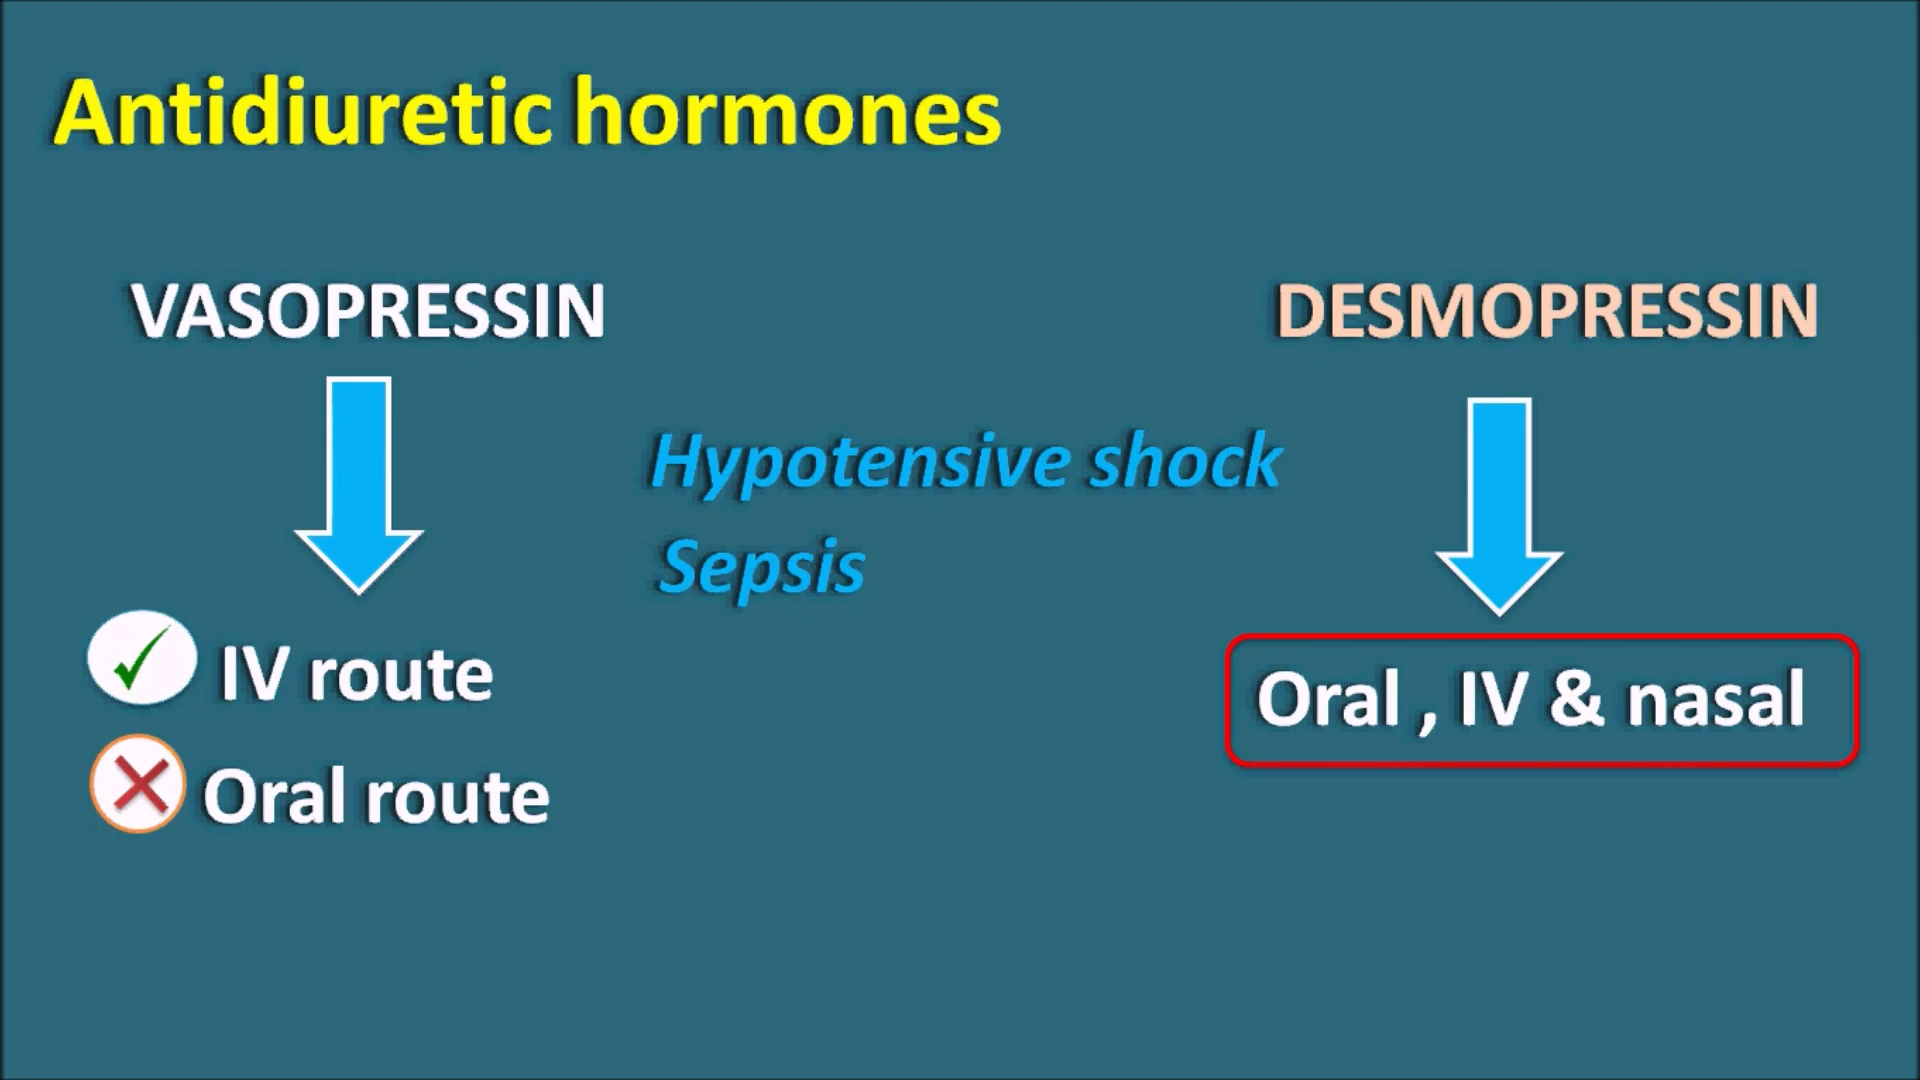 Antidiuretic hormones
VASOPRESSIN
DESMOPRESSIN
Hypotensive shock
Sepsis
IV route
Oral route
Oral , IV & nasal